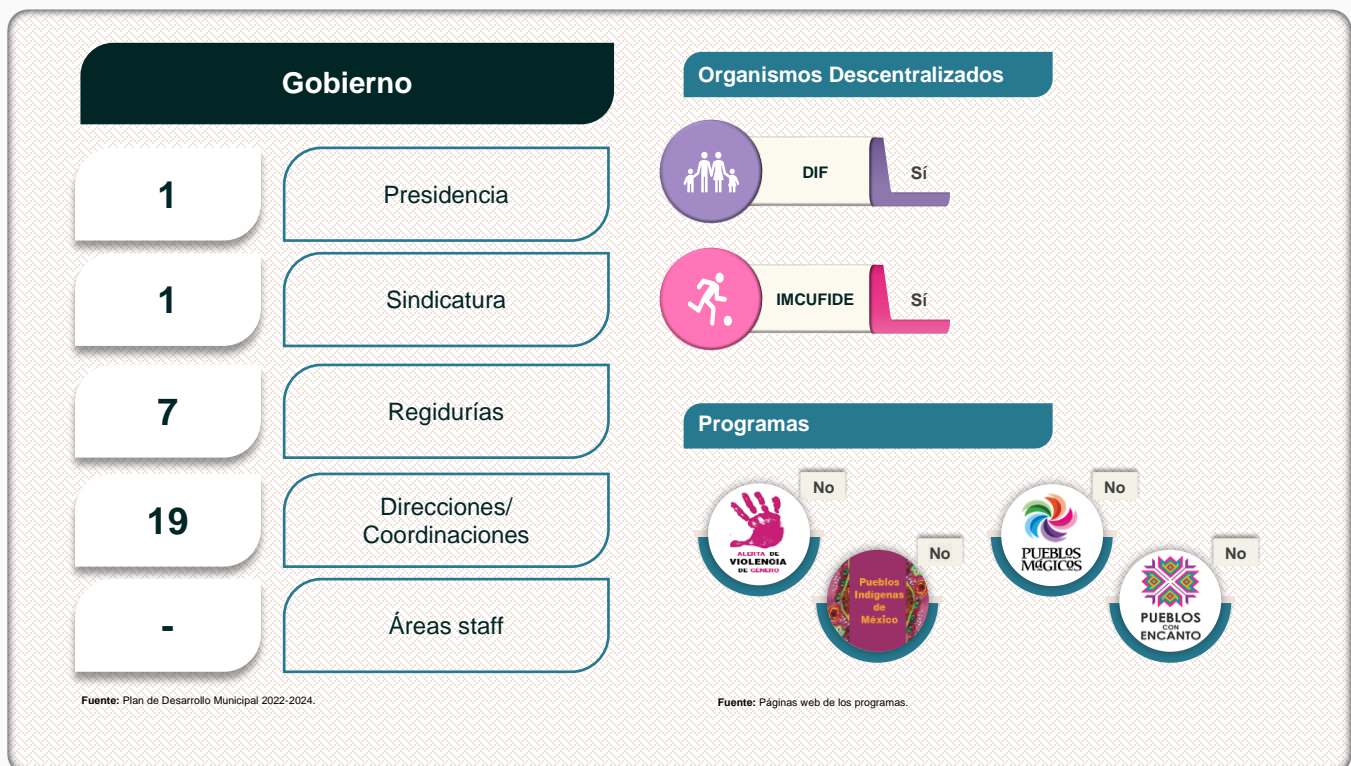 Gobierno
1
Presidencia
1
Sindicatura
7
Regidurías
19
Direcciones/
Coordinaciones
-
Áreas staff
Fuente: Plan de Desarrollo Municipal 2022-2024.
Organismos Descentralizados
DIF
Sí
IMCUFIDE
Sí
Programas
No
ALERTA DE
VIOLENCIA
DE GÉNERO
No
Pueblos
Indígenas
de
México
No
PUEBLOS
MáGICOS
No
PUEBLOS
CON
ENCANTO
Fuente: Páginas web de los programas.